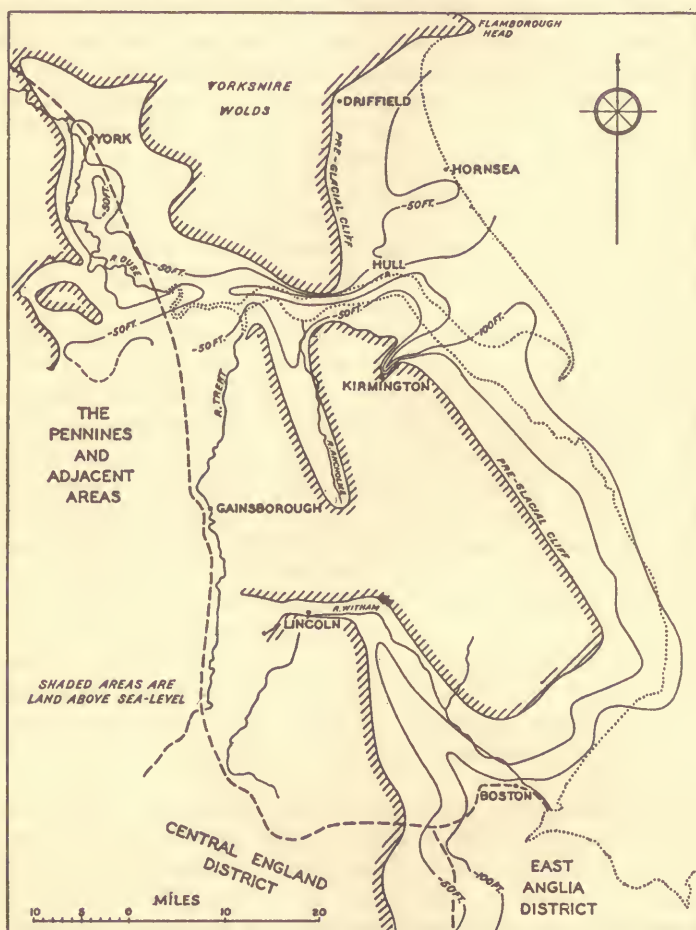 FLAMBOROUGH
HEAD
YORKSHIRE
WOLDS
DRIFFIELD
YORK
PRE-GLACIAL CLIFF
HORNSEA
-50FT.
-50FT.
R. OUSE
-50FT.
HULL
-50FT.
-50FT.
-50FT.
-100FT.
KIRMINGTON
R. TRENT
R. ANCHOLME
THE
PENNINES
AND
ADJACENT
AREAS
PRE-GLACIAL CLIFF
GAINSBOROUGH
R. WITHAM
LINCOLN
SHADED AREAS ARE
LAND ABOVE SEA-LEVEL
BOSTON
CENTRAL ENGLAND
DISTRICT
-50FT.
-100FT.
EAST
ANGLIA
DISTRICT
MILES
10 5 0 10 20